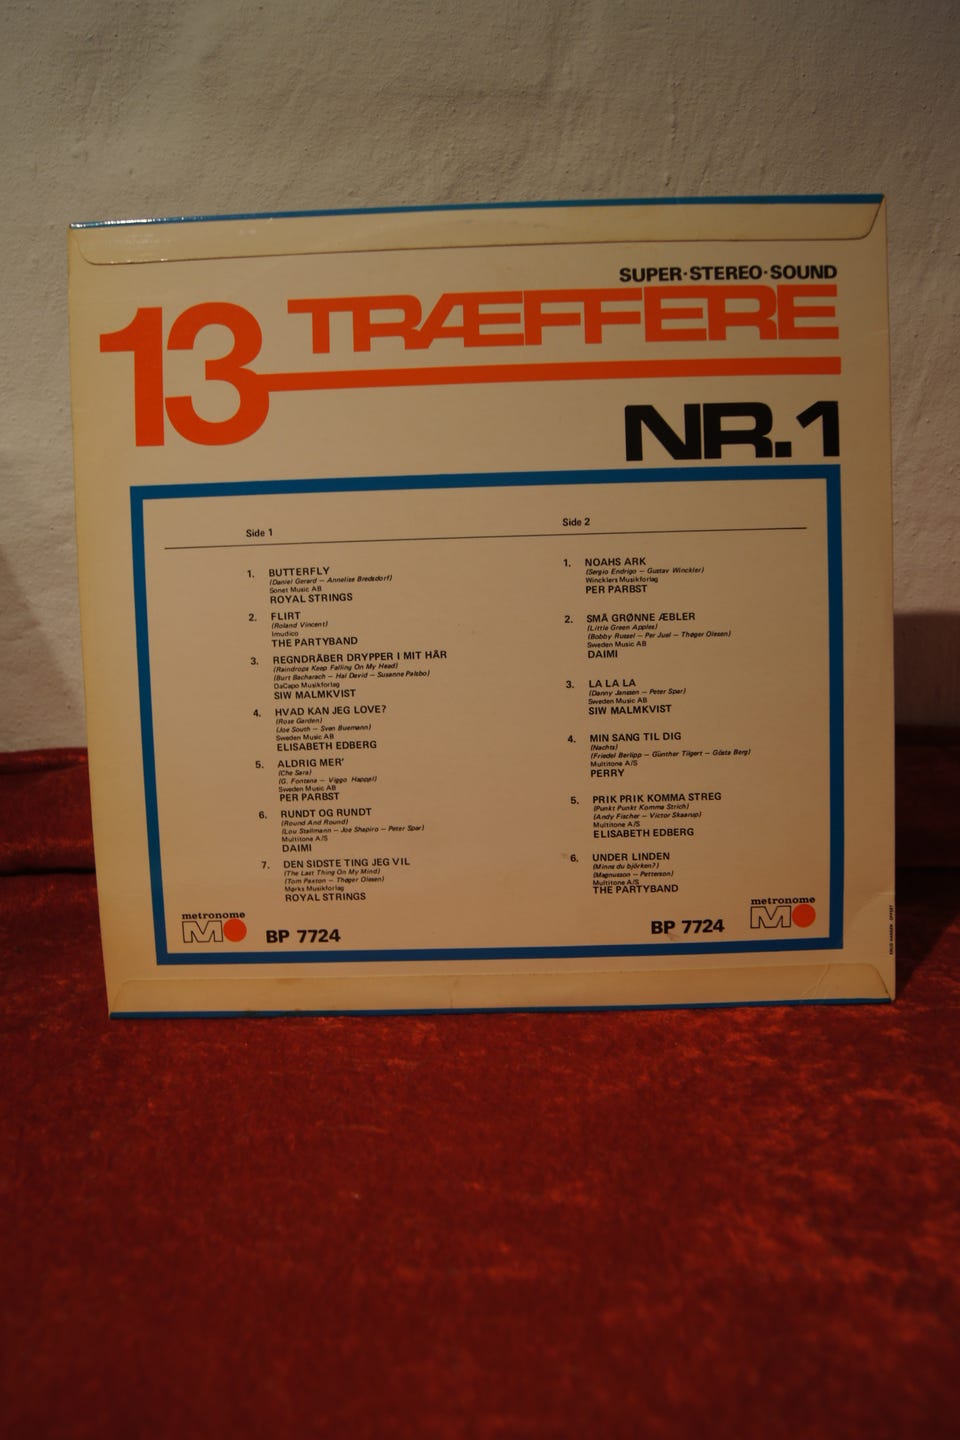 SUPER·STEREO·SOUND
13 TRÆFFERE
NR.1
Side 1
1. BUTTERFLY
(Daniel Gerard – Annelise Bredsdorf)
Sonet Music AB
ROYAL STRINGS
2. FLIRT
(Roland Vincent)
Imudico
THE PARTYBAND
3. REGNDRÅBER DRYPPER I MIT HÅR
(Raindrops Keep Falling On My Head)
(Burt Bacharach – Hal David – Susanne Palsbo)
DaCapo Musikforlag
SIW MALMKVIST
4. HVAD KAN JEG LOVE?
(Rose Garden)
(Joe South – Sven Buemann)
Sweden Music AB
ELISABETH EDBERG
5. ALDRIG MER'
(Che Sara)
(G. Fontana – Viggo Happel)
Sweden Music AB
PER PARBST
6. RUNDT OG RUNDT
(Round And Round)
(Lou Stallmann – Joe Shapiro – Peter Spar)
Multitone A/S
DAIMI
7. DEN SIDSTE TING JEG VIL
(The Last Thing On My Mind)
(Tom Paxton – Thøger Olesen)
Mørks Musikforlag
ROYAL STRINGS
metronome
M
BP 7724
Side 2
1. NOAHS ARK
(Sergio Endrigo – Gustav Winckler)
Wincklers Musikforlag
PER PARBST
2. SMÅ GRØNNE ÆBLER
(Little Green Apples)
(Bobby Russel – Per Juel – Thøger Olesen)
Sweden Music AB
DAIMI
3. LA LA LA
(Danny Janssen – Peter Spar)
Sweden Music AB
SIW MALMKVIST
4. MIN SANG TIL DIG
(Nachts)
(Friedel Berlipp – Günther Tilgert – Gösta Berg)
Multitone A/S
PERRY
5. PRIK PRIK KOMMA STREG
(Punkt Punkt Komma Strich)
(Andy Fischer – Victor Skaarup)
Multitone A/S
ELISABETH EDBERG
6. UNDER LINDEN
(Minns du björken?)
(Magnusson – Petterson)
Multitone A/S
THE PARTYBAND
BP 7724
metronome
M